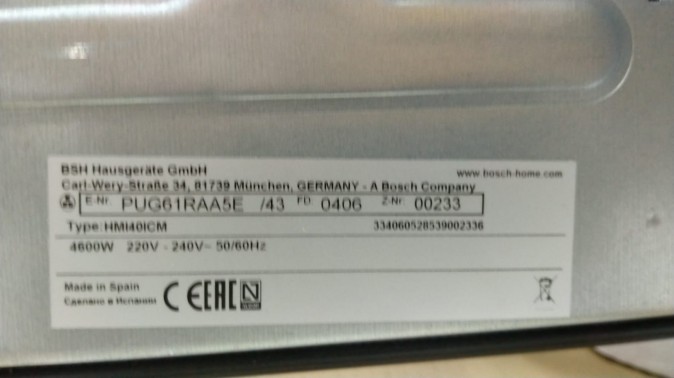 BSH Hausgeräte GmbH
www.bosch-home.com
Carl-Wery-Straße 34, 81739 München, GERMANY - A Bosch Company
E-Nr. PUG61RAA5E /43 FD 0406 Z-Nr. 00233
Type: HMI40ICM 334060528539002336
4600W 220V - 240V~ 50/60Hz
Made in Spain
Сделано в Испании
CE EAC N